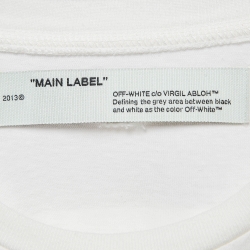 "MAIN LABEL"
2013©
OFF-WHITE c/o VIRGIL ABLOH™
Defining the grey area between black
and white as the color Off-White™